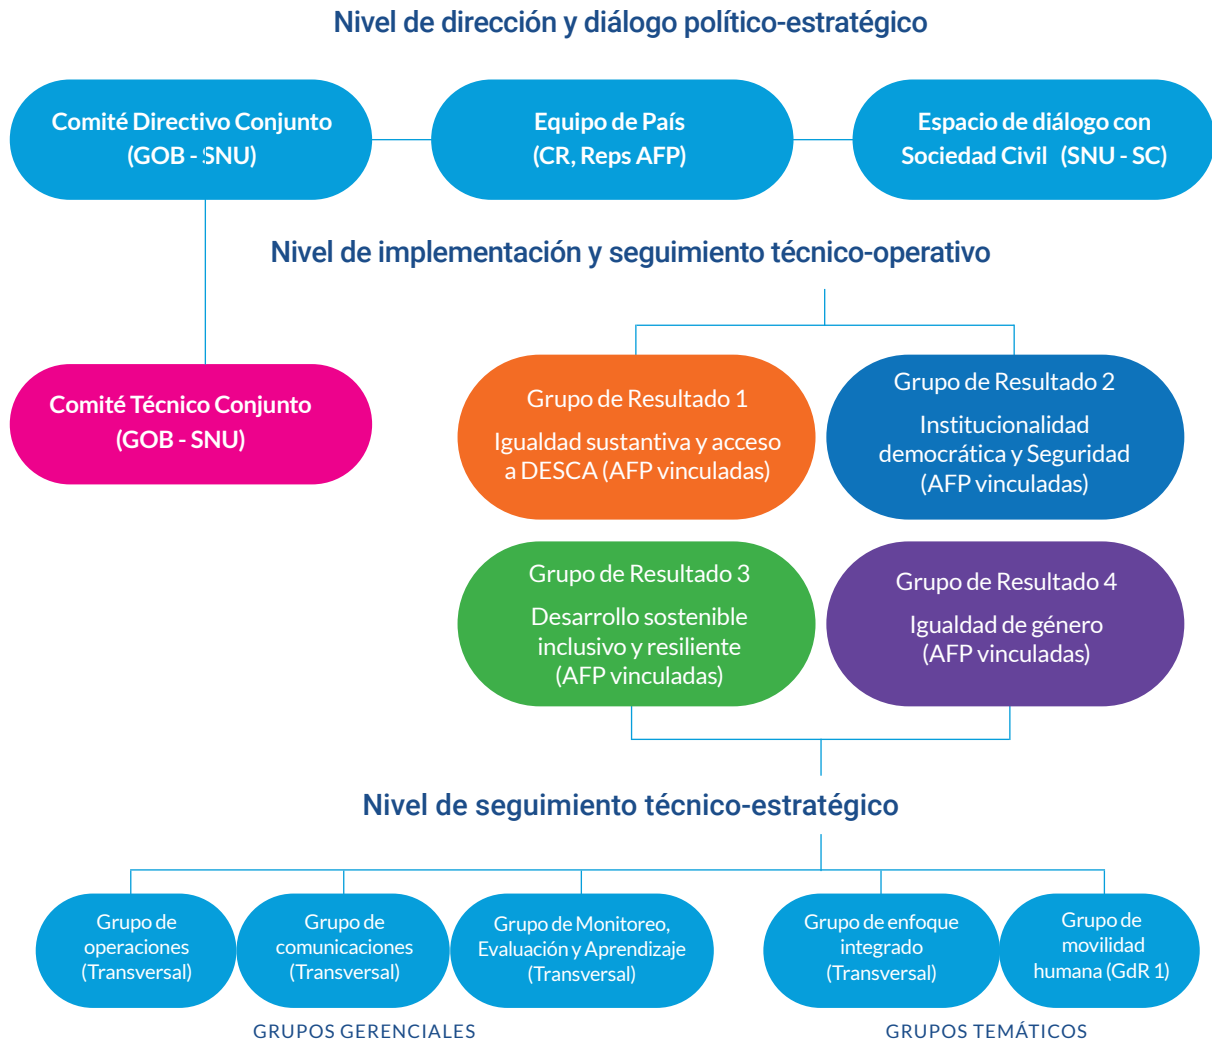 Nivel de dirección y diálogo político-estratégico
Comité Directivo Conjunto
(GOB - SNU)
Equipo de País
(CR, Reps AFP)
Espacio de diálogo con
Sociedad Civil (SNU - SC)
Nivel de implementación y seguimiento técnico-operativo
Comité Técnico Conjunto
(GOB - SNU)
Grupo de Resultado 1
Igualdad sustantiva y acceso
a DESCA (AFP vinculadas)
Grupo de Resultado 2
Institucionalidad
democrática y Seguridad
(AFP vinculadas)
Grupo de Resultado 3
Desarrollo sostenible
inclusivo y resiliente
(AFP vinculadas)
Grupo de Resultado 4
Igualdad de género
(AFP vinculadas)
Nivel de seguimiento técnico-estratégico
Grupo de
operaciones
(Transversal)
Grupo de
comunicaciones
(Transversal)
Grupo de Monitoreo,
Evaluación y Aprendizaje
(Transversal)
Grupo de enfoque
integrado
(Transversal)
Grupo de
movilidad
humana (GdR 1)
GRUPOS GERENCIALES
GRUPOS TEMÁTICOS